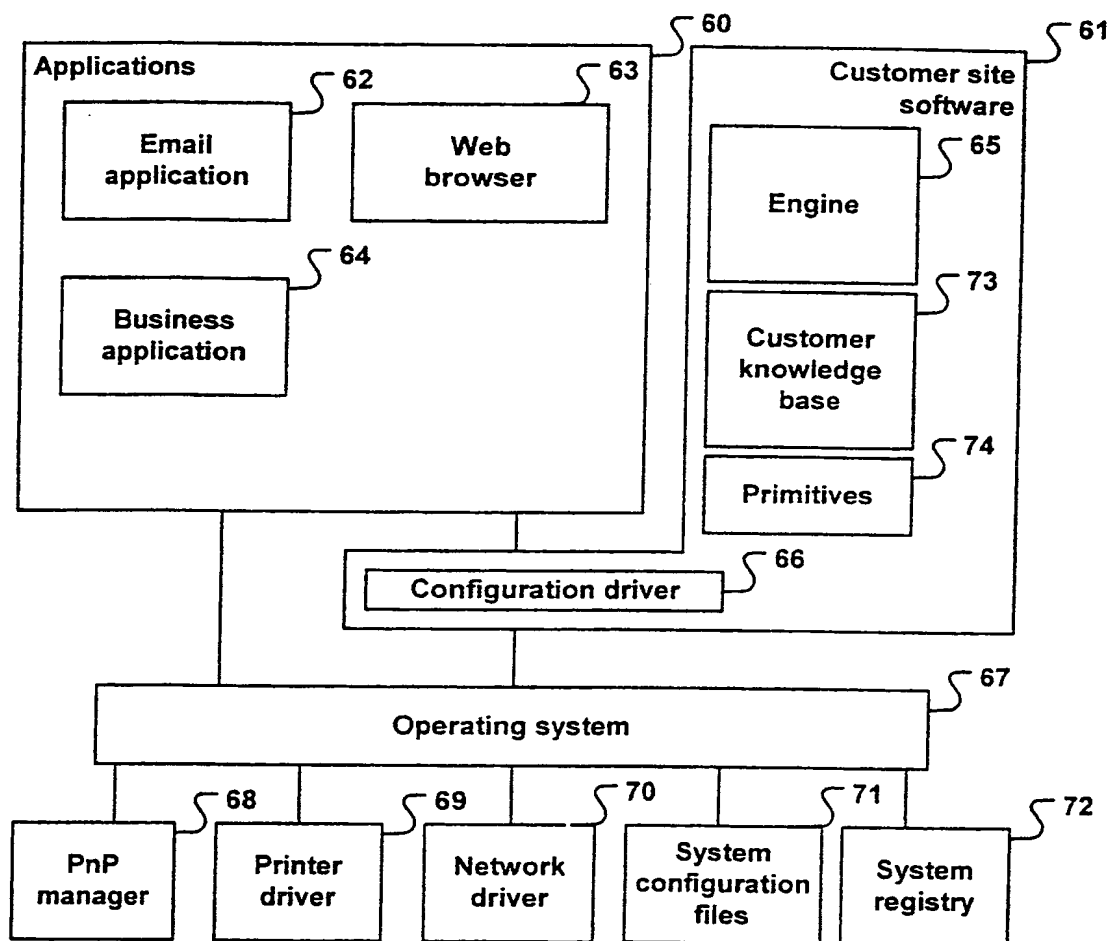 60
61
Applications
62
63
Customer site
software
Email
application
Web
browser
65
Engine
64
Business
application
73
Customer
knowledge
base
74
Primitives
66
Configuration driver
67
Operating system
68
69
70
71
72
PnP
manager
Printer
driver
Network
driver
System
configuration
files
System
registry